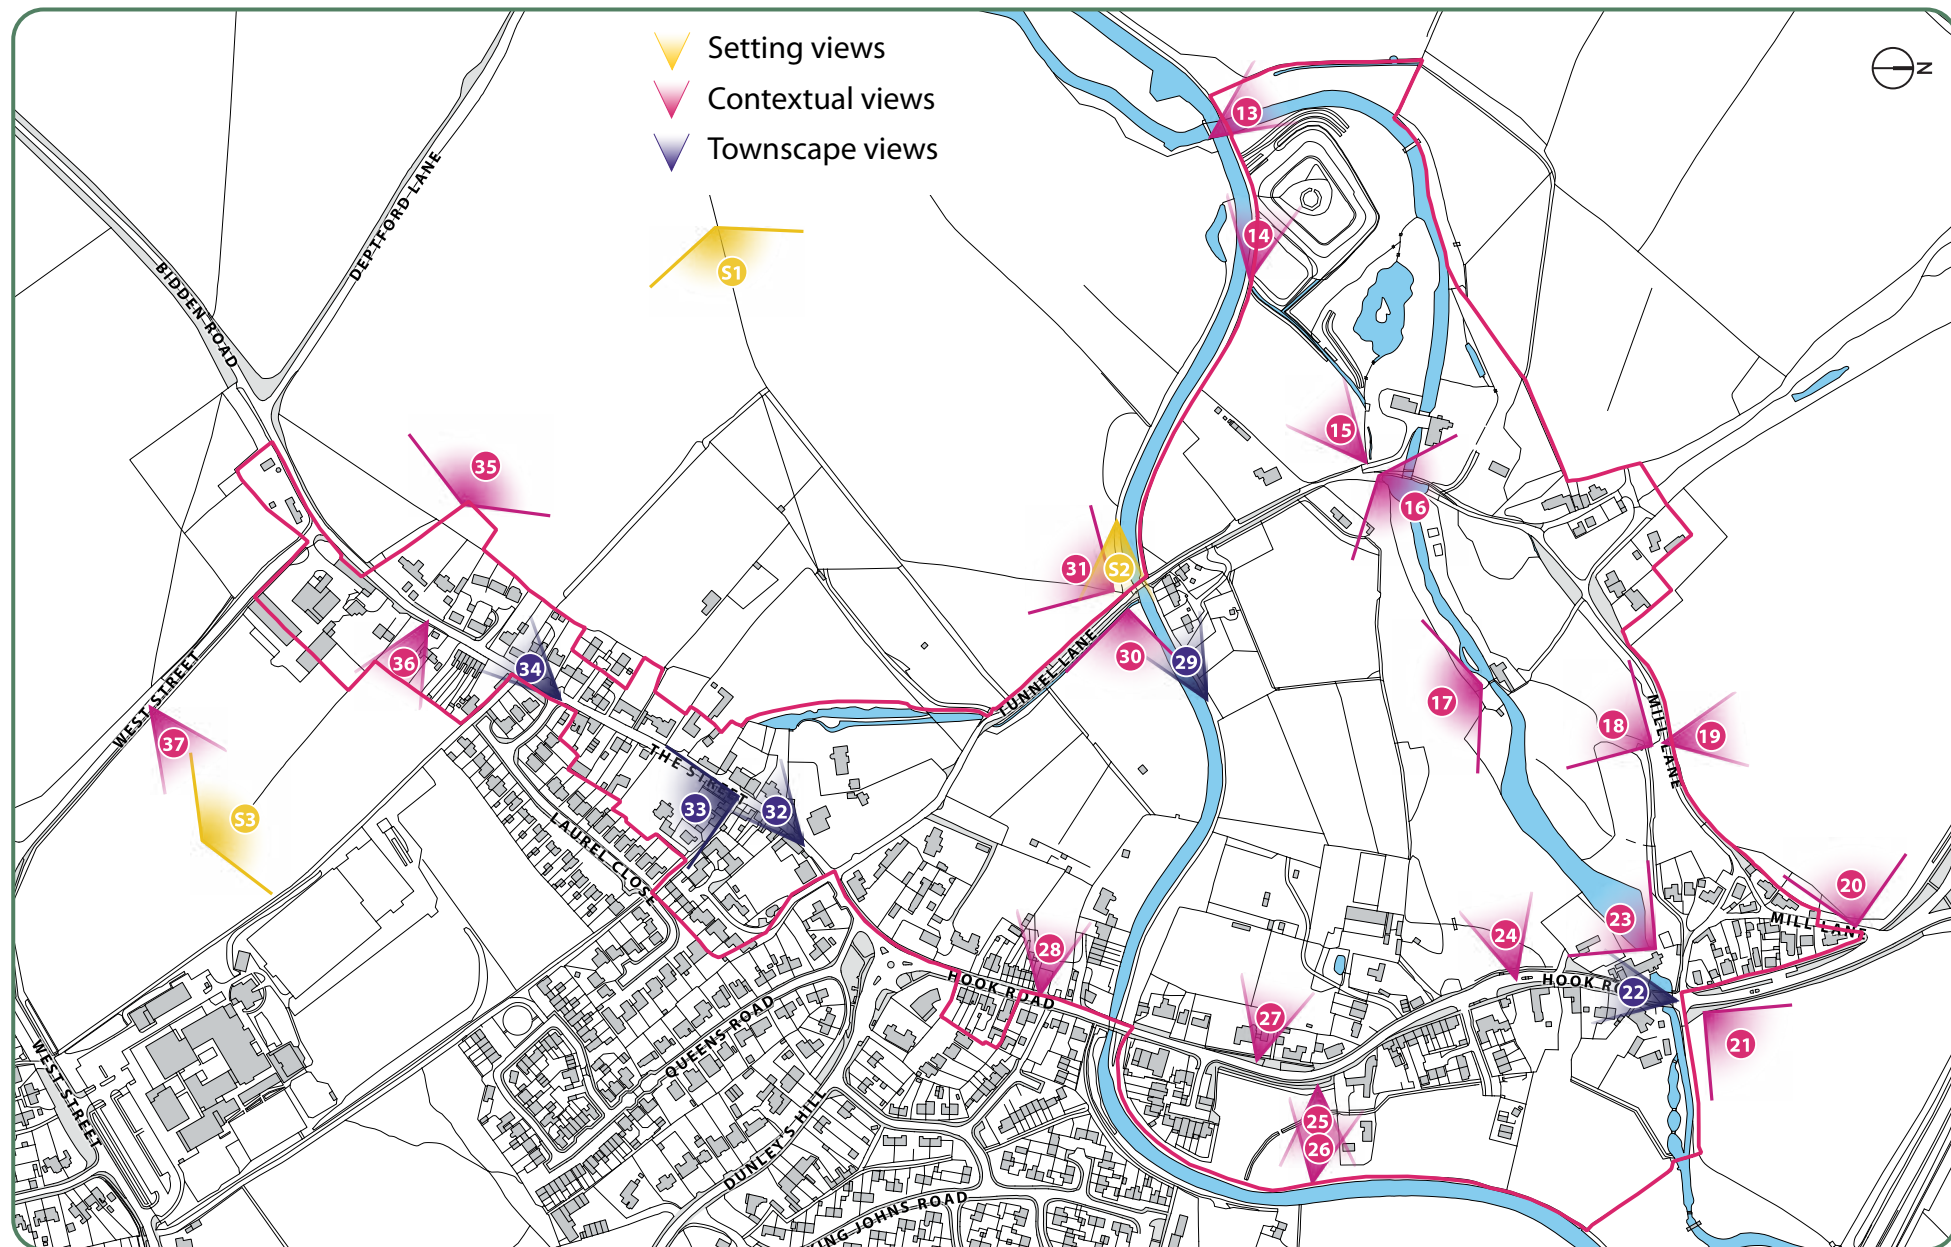 Setting views
Contextual views
Townscape views
N
DEPTFORD LANE
BIDDEN ROAD
S1
13
14
15
16
35
31
S2
30
29
17
TUNNEL LANE
36
34
WEST STREET
37
S3
THE STREET
33
32
LAUREL CLOSE
18
19
MILL LANE
20
MILL LANE
23
24
HOOK RO
22
21
28
HOOK ROAD
27
25
26
QUEENS ROAD
DUNLEY'S HILL
WEST STREET
ING JOHNS ROAD